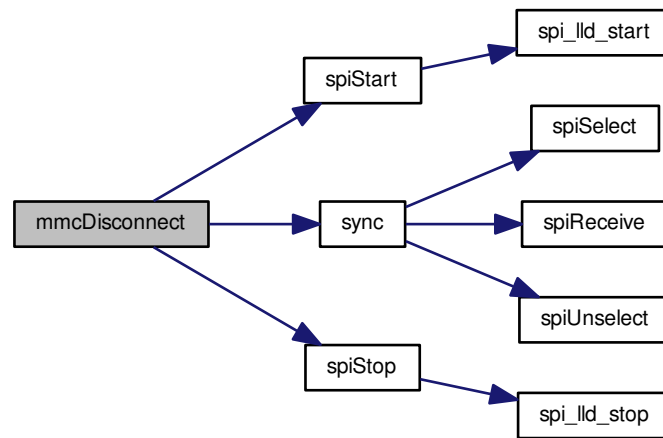 spi_lld_start
spiStart
spiSelect
mmcDisconnect
sync
spiReceive
spiUnselect
spiStop
spi_lld_stop